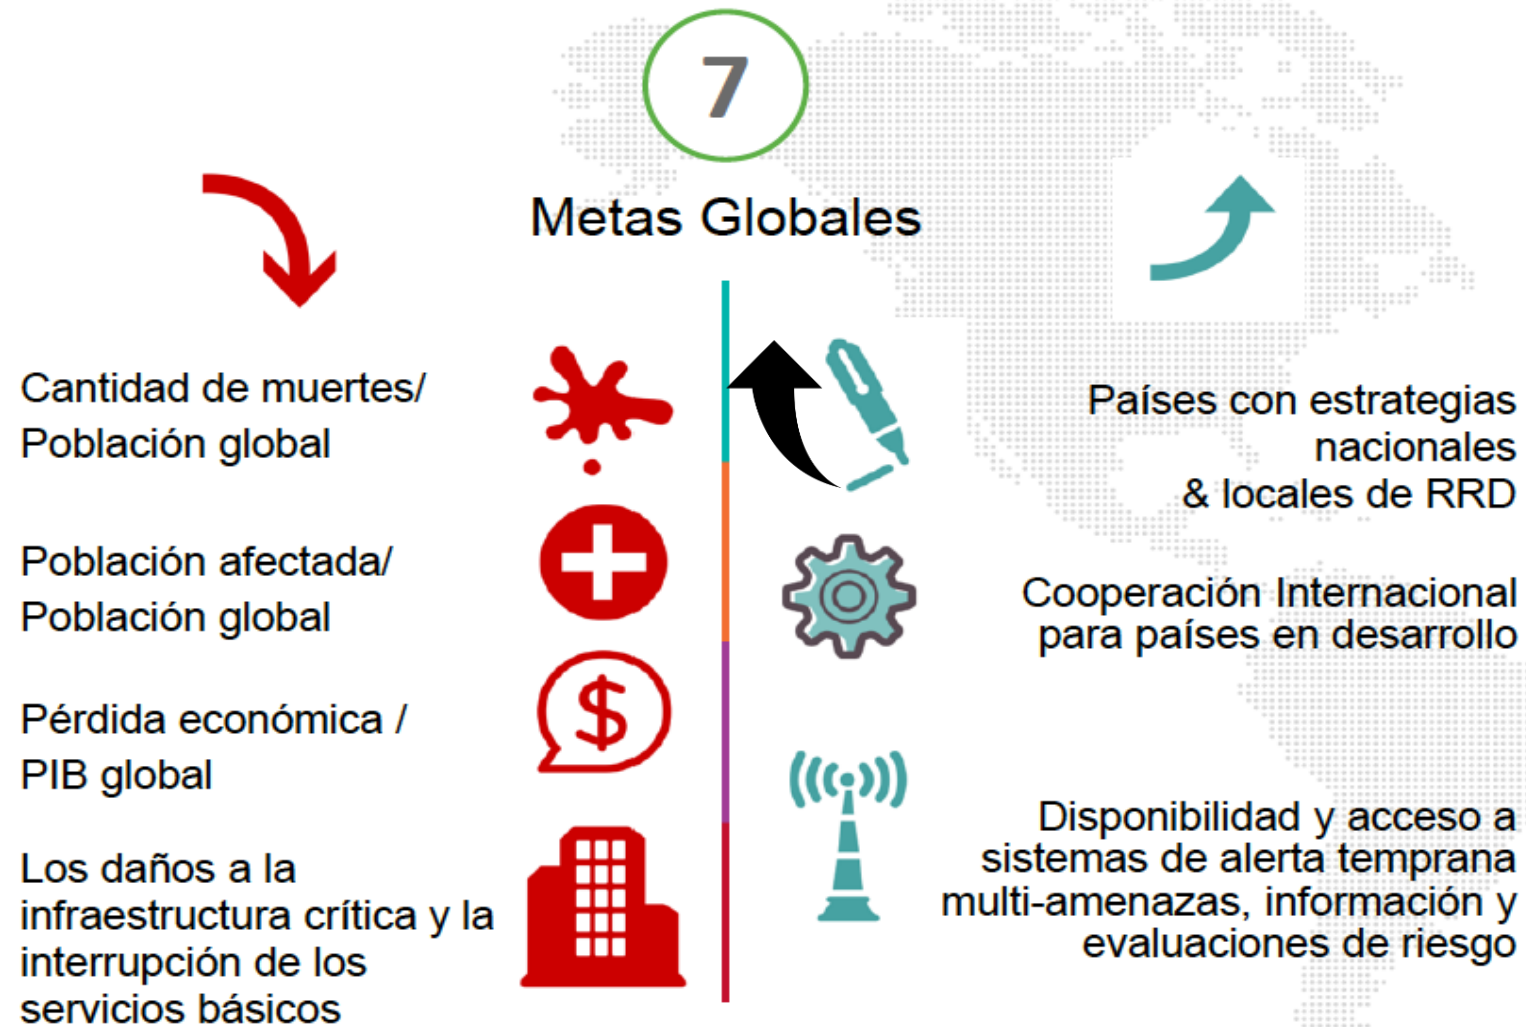 7
Metas Globales
Cantidad de muertes/
Población global
Población afectada/
Población global
$
Pérdida económica /
PIB global
Los daños a la
infraestructura crítica y la
interrupción de los
servicios básicos
Países con estrategias
nacionales
& locales de RRD
Cooperación Internacional
para países en desarrollo
Disponibilidad y acceso a
sistemas de alerta temprana
multi-amenazas, información y
evaluaciones de riesgo